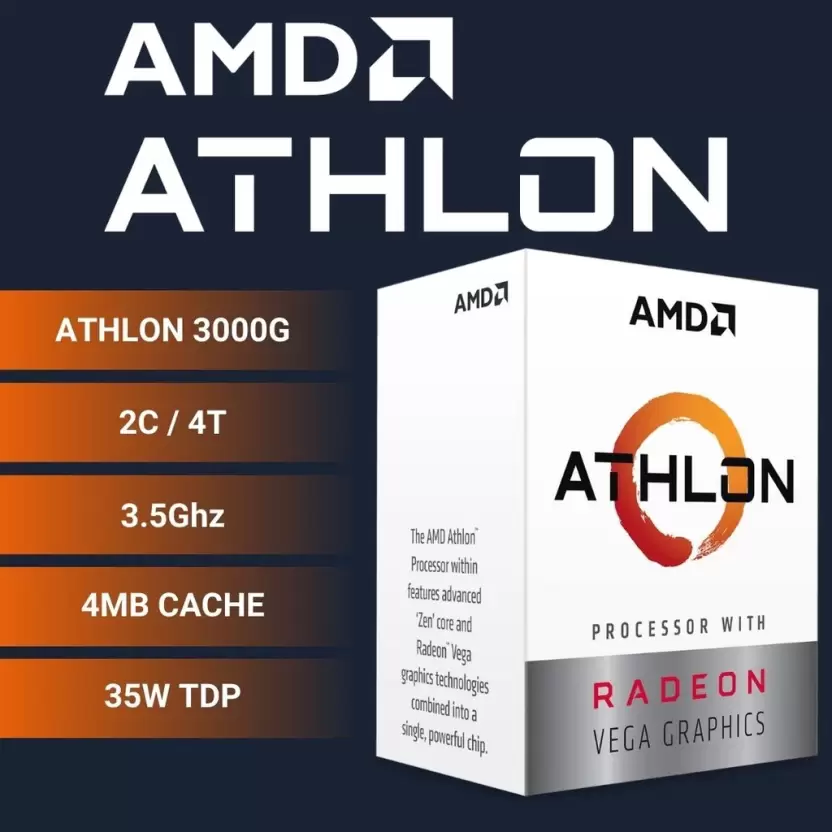 AMD
ATHLON
ATHLON 3000G
2C / 4T
3.5Ghz
4MB CACHE
35W TDP
AMD
The AMD Athlon™
Processor within
features advanced
'Zen' core and
Radeon™ Vega
graphics technologies
combined into a
single, powerful chip.
AMD
ATHLON
PROCESSOR WITH
RADEON
VEGA GRAPHICS